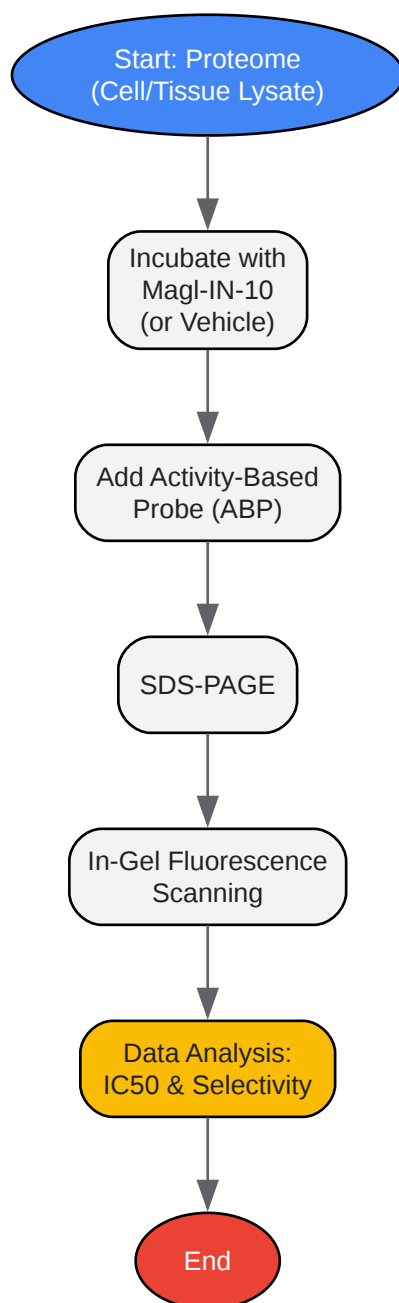 Start: Proteome
(Cell/Tissue Lysate)
Incubate with
Magl-IN-10
(or Vehicle)
Add Activity-Based
Probe (ABP)
SDS-PAGE
In-Gel Fluorescence
Scanning
Data Analysis:
IC50 & Selectivity
End